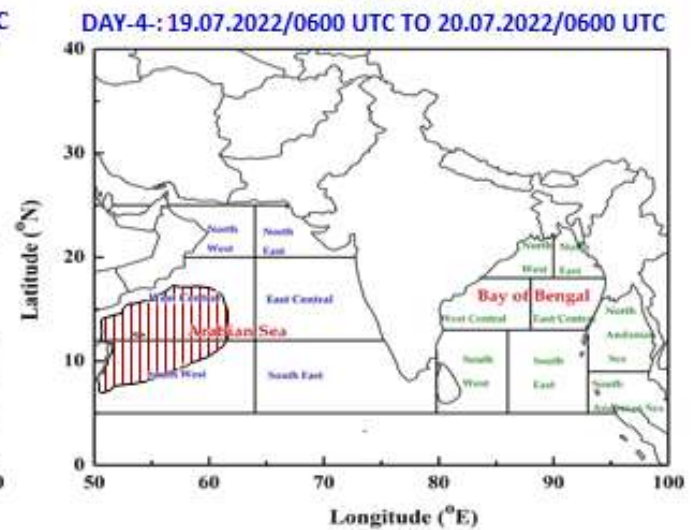 C
DAY-4-: 19.07.2022/0600 UTC TO 20.07.2022/0600 UTC
40
30
20
10
0
0
Latitude (°N)
North
West
North
East
West Central
East Central
Arabian Sea
South West
South East
North
West
North
East
Bay of Bengal
West Central
East Central
South
West
South
East
North
Andaman
Sea
South
Andaman Sea
50 60 70 80 90 100
Longitude (°E)